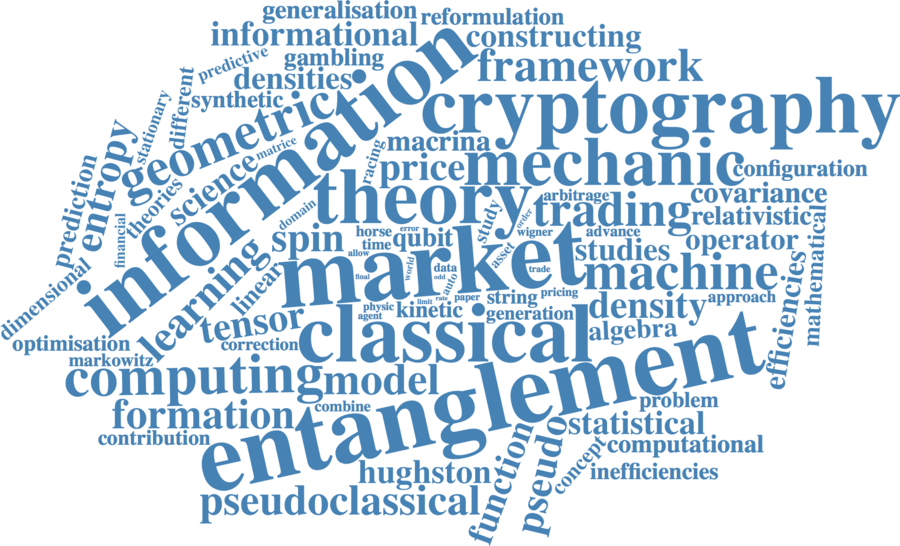 generalisation
reformulation
informational
constructing
predictive
gambling
framework
densities
synthetic
different
stationary
information
cryptography
geometric
matrice
macrina
racing
science
price
mechanic
configuration
entropy
prediction
theories
theory
arbitrage
covariance
trading
relativistical
financial
domain
study
order
wigner
advance
horse
error
time
qubit
spin
allow
studies
operator
mathematical
learning
linear
market
world
data
odd
auto
asset
trade
machine
efficiencies
dimensional
final
limit
rate
paper
string
pricing
density
approach
physic
agent
kinetic
generation
tensor
correction
classical
algebra
optimisation
markowitz
computing
model
entanglement
formation
combine
problem
contribution
statistical
function
pseudo
concept
computational
hughston
inefficiencies
pseudoclassical